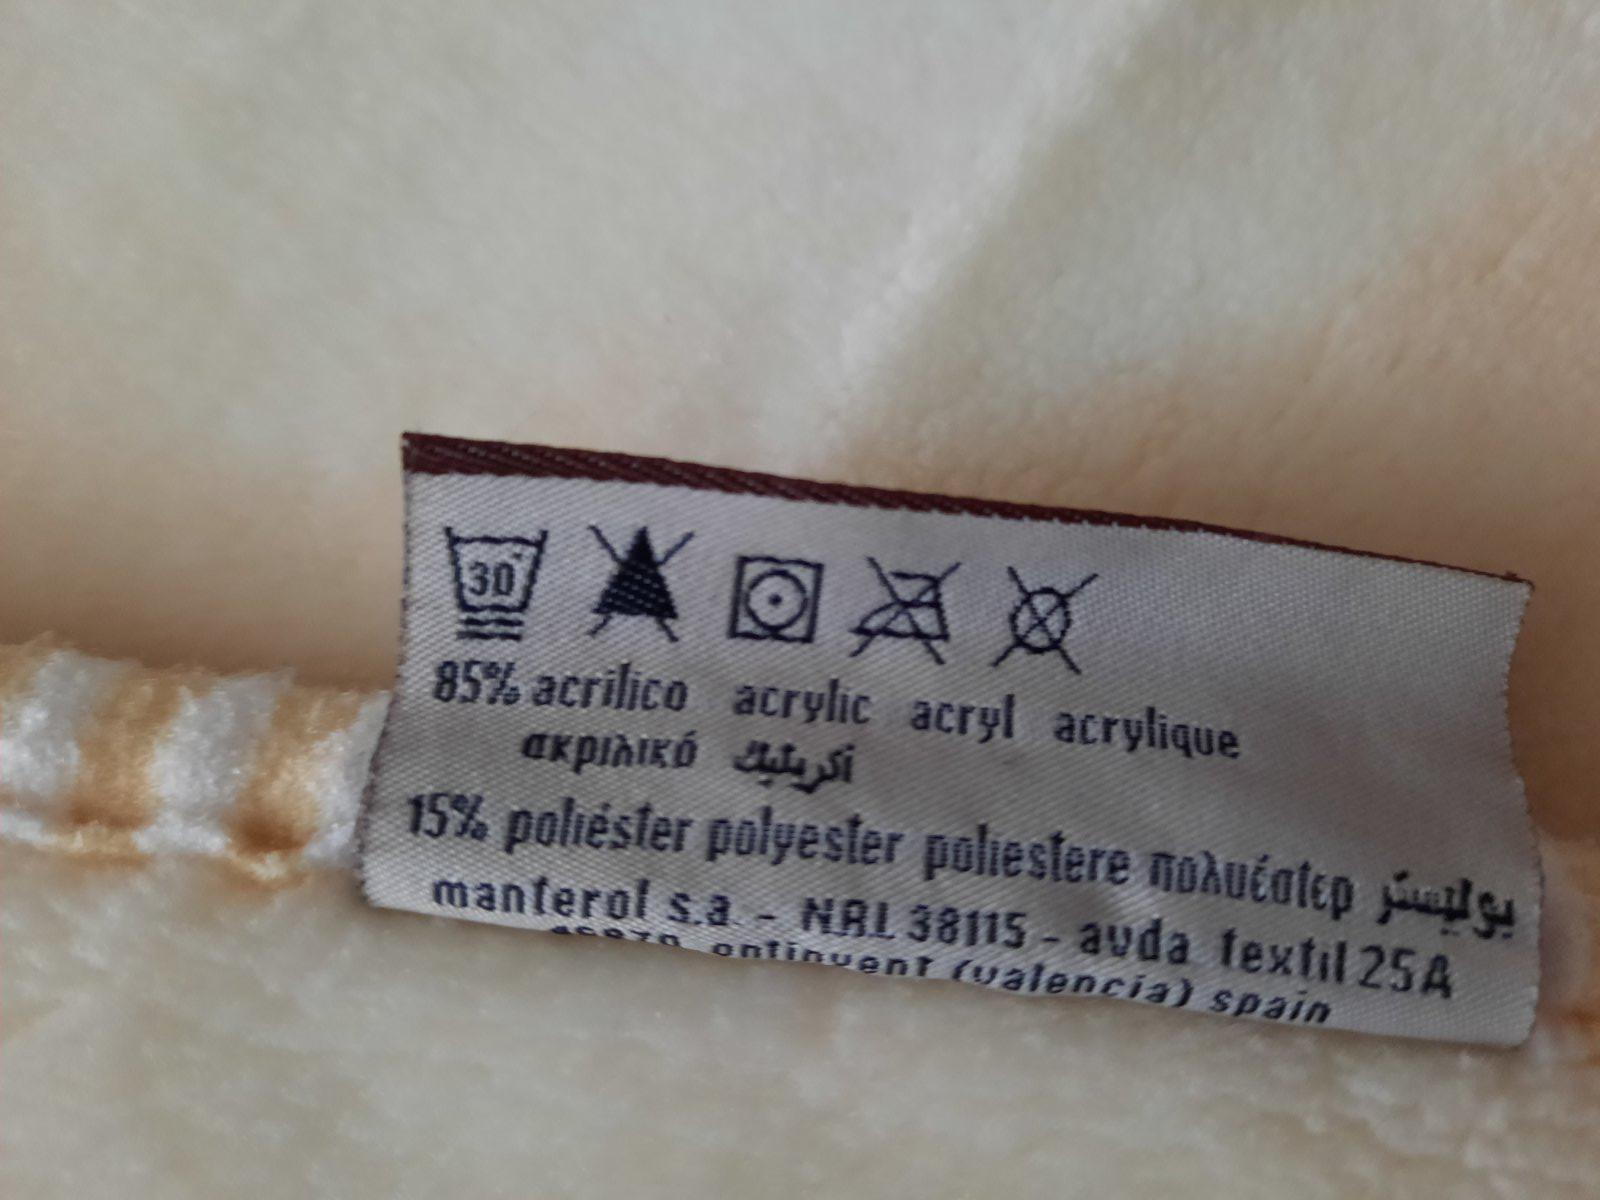 30°
85% acrilico acrylic acryl acrylique
ακριλικό أكريليك
15% poliéster polyester poliestere πολυέστερ بوليستر
manterol s.a. - NRI 38115 - avda textil 25A
46870 ontinyent (valencia) spain